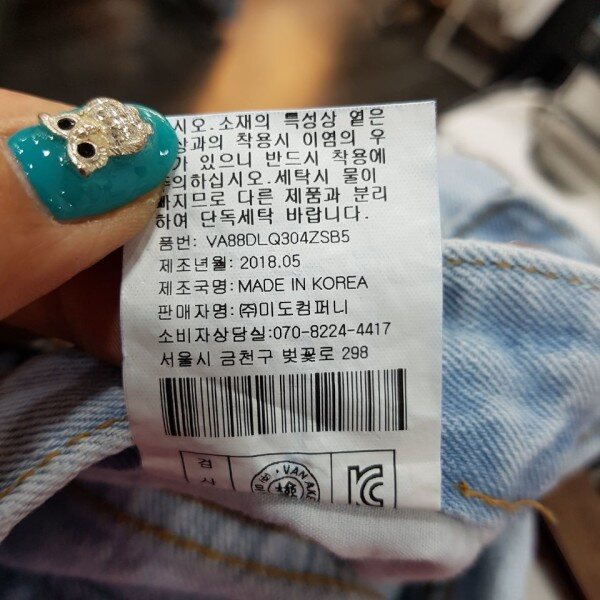 시오.소재의 특성상 옅은
상과의 착용시 이염의 우
가 있으니 반드시 착용에
의하십시오.세탁시 물이
빠지므로 다른 제품과 분리
하여 단독세탁 바랍니다.
품번: VA88DLQ304ZSB5
제조년월: 2018.05
제조국명: MADE IN KOREA
판매자명: ㈜미도컴퍼니
소비자상담실:070-8224-4417
서울시 금천구 벚꽃로 298
검
VAN